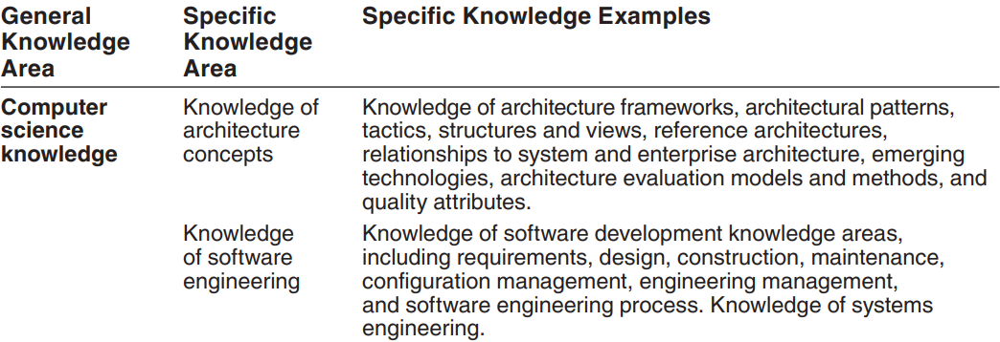 General Knowledge Area
Specific Knowledge Area
Specific Knowledge Examples
Computer science knowledge
Knowledge of architecture concepts
Knowledge of architecture frameworks, architectural patterns,
tactics, structures and views, reference architectures,
relationships to system and enterprise architecture, emerging
technologies, architecture evaluation models and methods, and
quality attributes.
Knowledge of software engineering
Knowledge of software development knowledge areas,
including requirements, design, construction, maintenance,
configuration management, engineering management,
and software engineering process. Knowledge of systems
engineering.